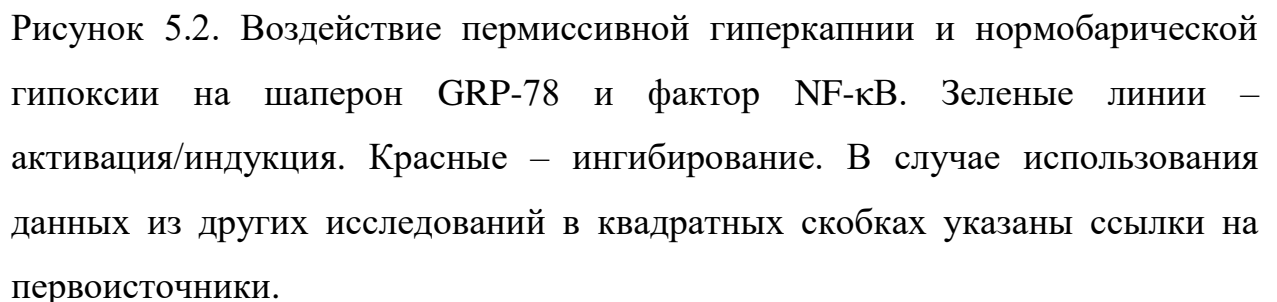 Рисунок 5.2. Воздействие пермиссивной гиперкапнии и нормобарической
гипоксии на шаперон GRP-78 и фактор NF-κB. Зеленые линии –
активация/индукция. Красные – ингибирование. В случае использования
данных из других исследований в квадратных скобках указаны ссылки на
первоисточники.